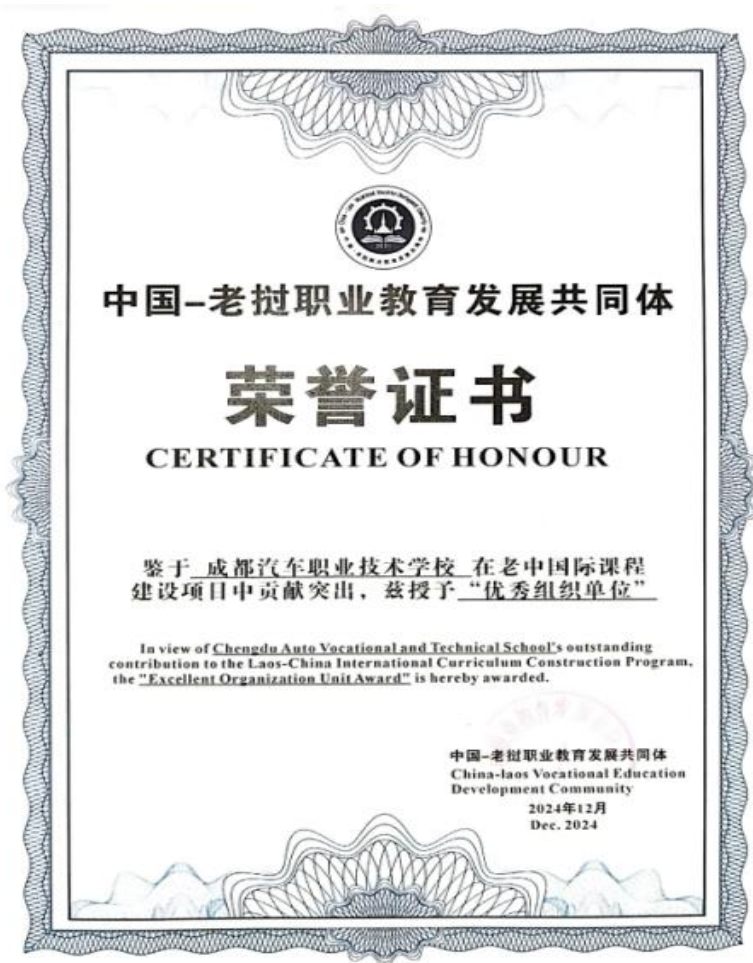 中国-老挝职业教育发展共同体
荣誉证书
CERTIFICATE OF HONOUR
鉴于 成都汽车职业技术学校 在老中国际课程
建设项目中贡献突出，兹授予 “优秀组织单位”
In view of Chengdu Auto Vocational and Technical School's outstanding
contribution to the Laos-China International Curriculum Construction Program,
the "Excellent Organization Unit Award" is hereby awarded.
中国-老挝职业教育发展共同体
China-laos Vocational Education
Development Community
2024年12月
Dec. 2024